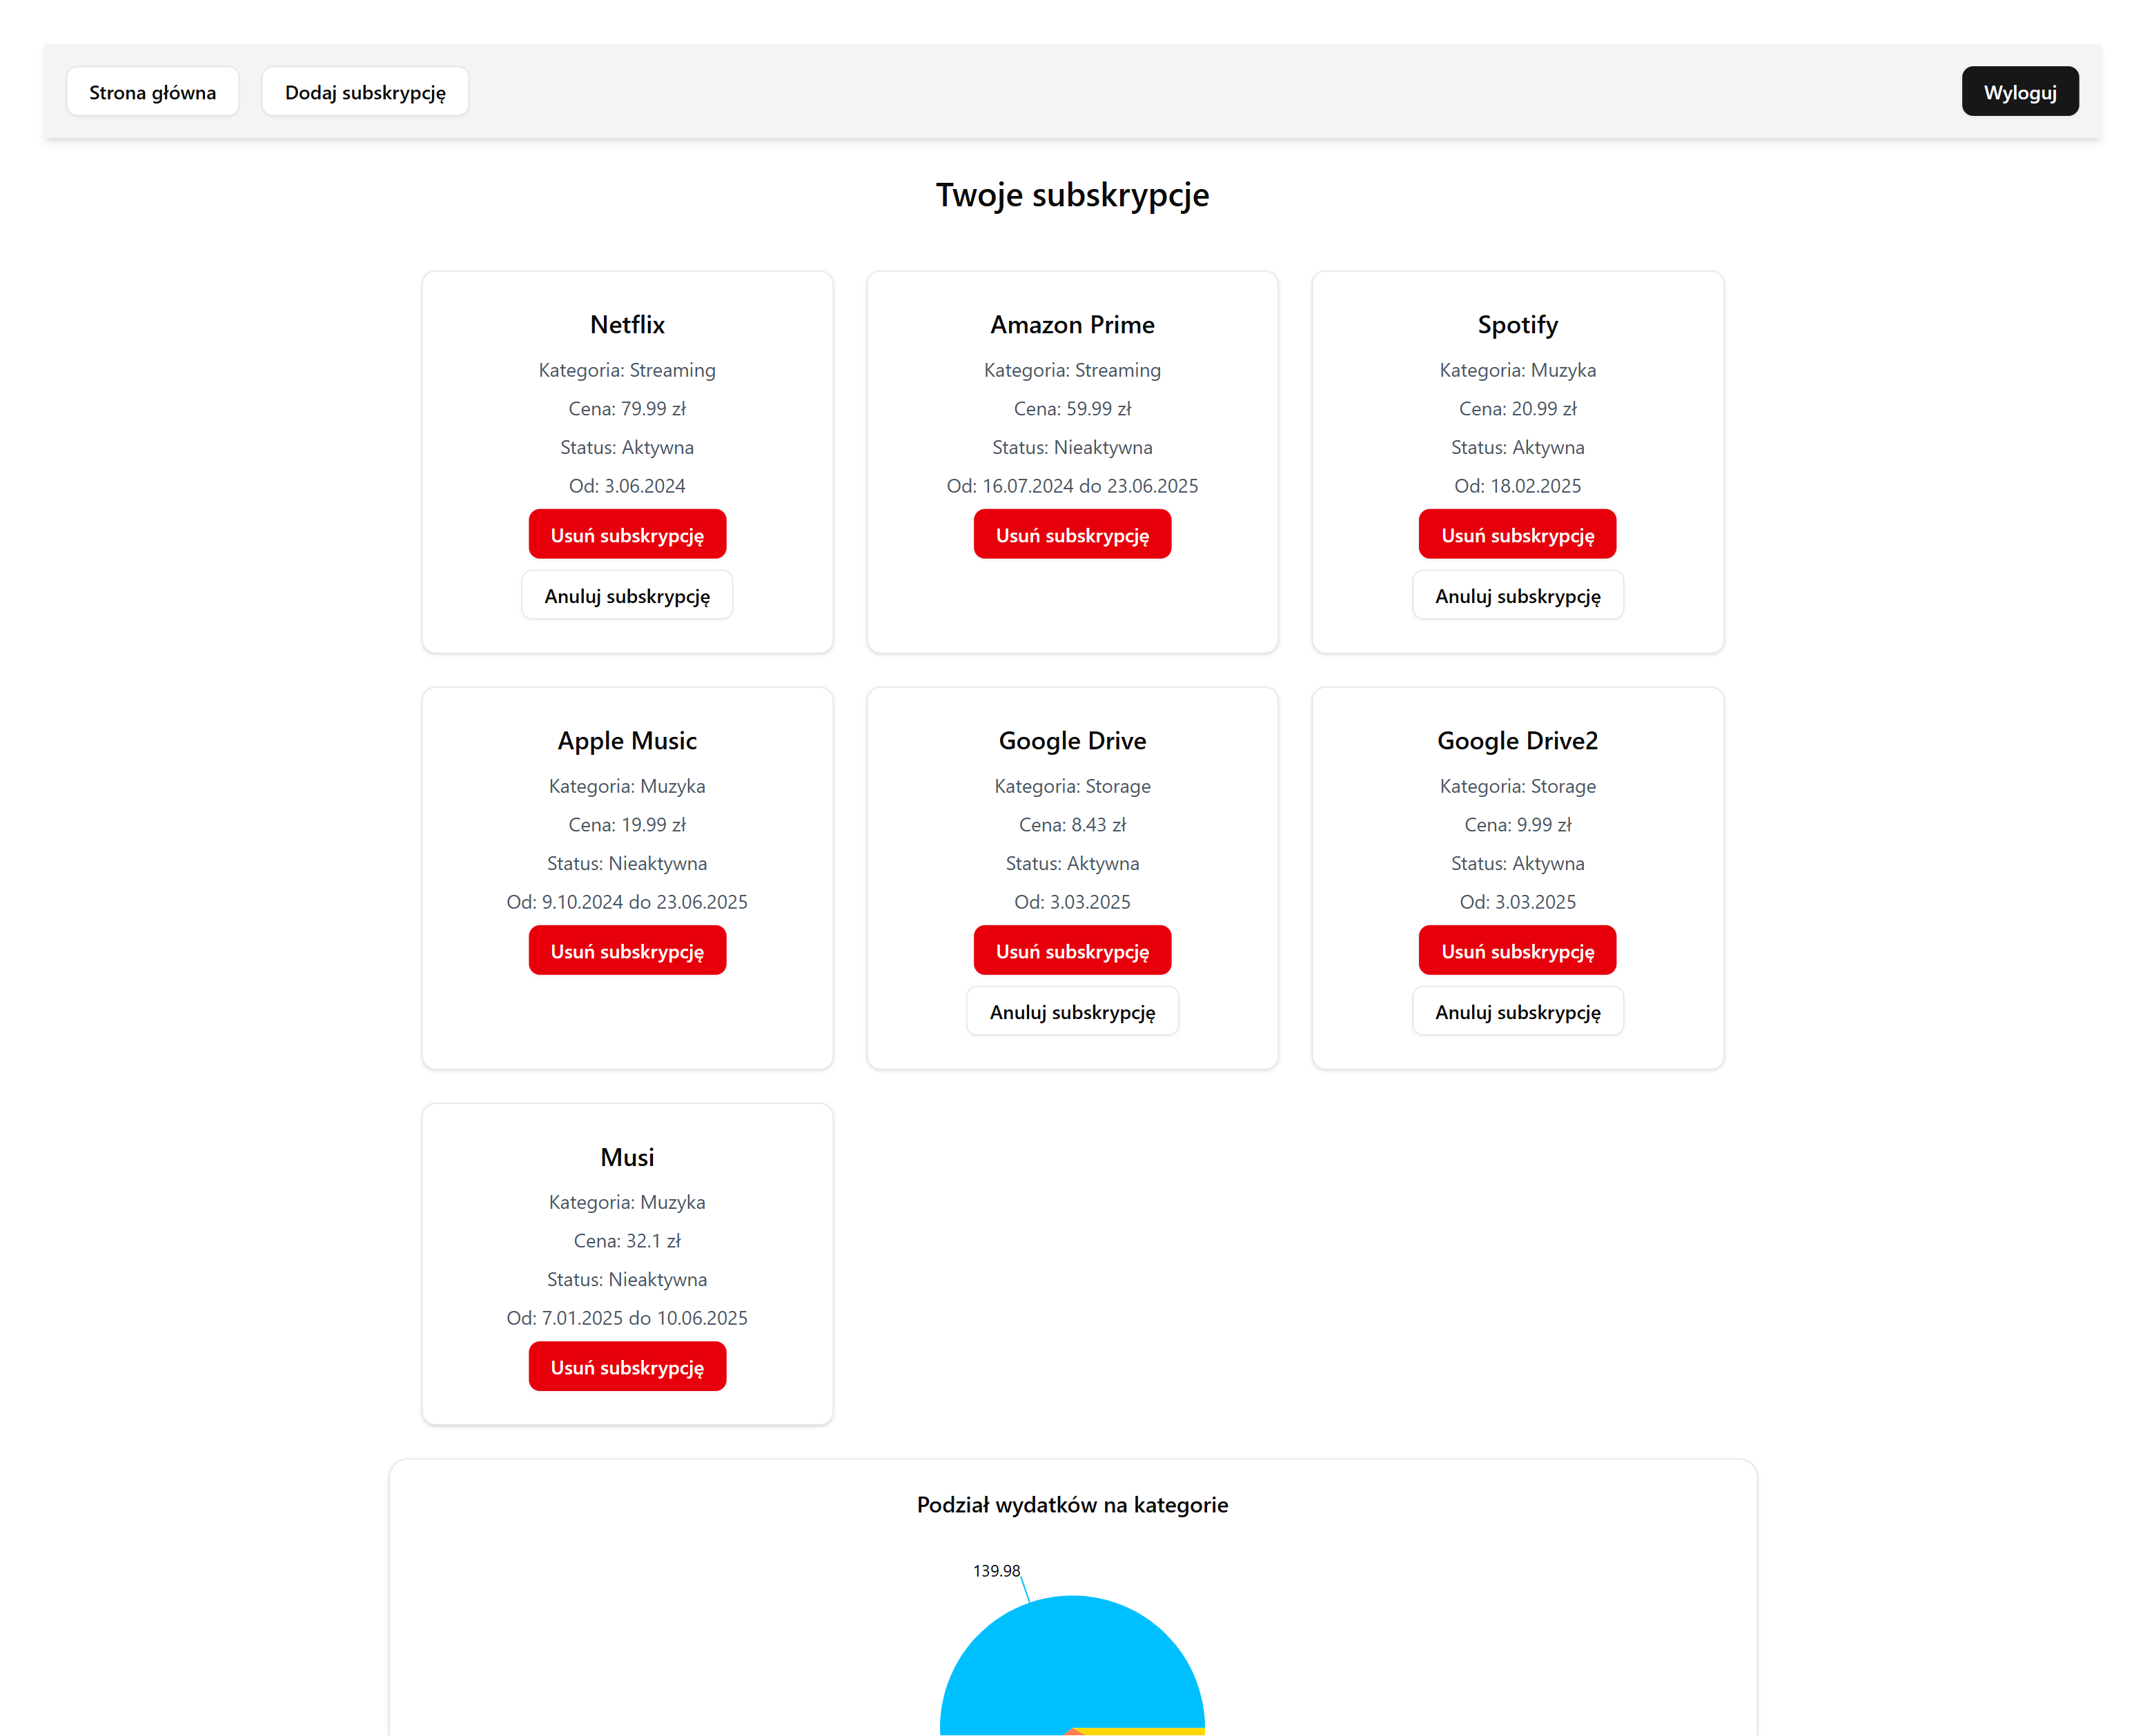 Strona główna
Dodaj subskrypcję
Wyloguj
Twoje subskrypcje
Netflix
Kategoria: Streaming
Cena: 79.99 zł
Status: Aktywna
Od: 3.06.2024
Usuń subskrypcję
Anuluj subskrypcję
Amazon Prime
Kategoria: Streaming
Cena: 59.99 zł
Status: Nieaktywna
Od: 16.07.2024 do 23.06.2025
Usuń subskrypcję
Spotify
Kategoria: Muzyka
Cena: 20.99 zł
Status: Aktywna
Od: 18.02.2025
Usuń subskrypcję
Anuluj subskrypcję
Apple Music
Kategoria: Muzyka
Cena: 19.99 zł
Status: Nieaktywna
Od: 9.10.2024 do 23.06.2025
Usuń subskrypcję
Google Drive
Kategoria: Storage
Cena: 8.43 zł
Status: Aktywna
Od: 3.03.2025
Usuń subskrypcję
Anuluj subskrypcję
Google Drive2
Kategoria: Storage
Cena: 9.99 zł
Status: Aktywna
Od: 3.03.2025
Usuń subskrypcję
Anuluj subskrypcję
Musi
Kategoria: Muzyka
Cena: 32.1 zł
Status: Nieaktywna
Od: 7.01.2025 do 10.06.2025
Usuń subskrypcję
Podział wydatków na kategorie
139.98